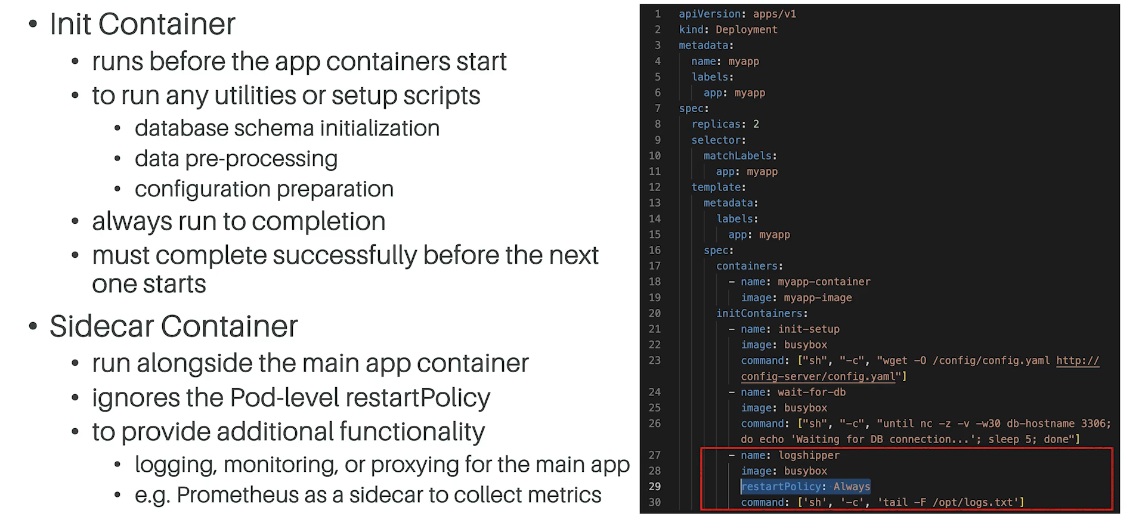 • Init Container
• runs before the app containers start
• to run any utilities or setup scripts
• database schema initialization
• data pre-processing
• configuration preparation
• always run to completion
• must complete successfully before the next
one starts
• Sidecar Container
• run alongside the main app container
• ignores the Pod-level restartPolicy
• to provide additional functionality
• logging, monitoring, or proxying for the main app
• e.g. Prometheus as a sidecar to collect metrics
1 apiVersion: apps/v1
2 kind: Deployment
3 metadata:
4 name: myapp
5 labels:
6 app: myapp
7 spec:
8 replicas: 2
9 selector:
10 matchLabels:
11 app: myapp
12 template:
13 metadata:
14 labels:
15 app: myapp
16 spec:
17 containers:
18 - name: myapp-container
19 image: myapp-image
20 initContainers:
21 - name: init-setup
22 image: busybox
23 command: ["sh", "-c", "wget -O /config/config.yaml http://
config-server/config.yaml"]
24 - name: wait-for-db
25 image: busybox
26 command: ["sh", "-c", "until nc -z -v -w30 db-hostname 3306;
do echo 'Waiting for DB connection...'; sleep 5; done"]
27 - name: logshipper
28 image: busybox
29 restartPolicy: Always
30 command: ['sh', '-c', 'tail -F /opt/logs.txt']